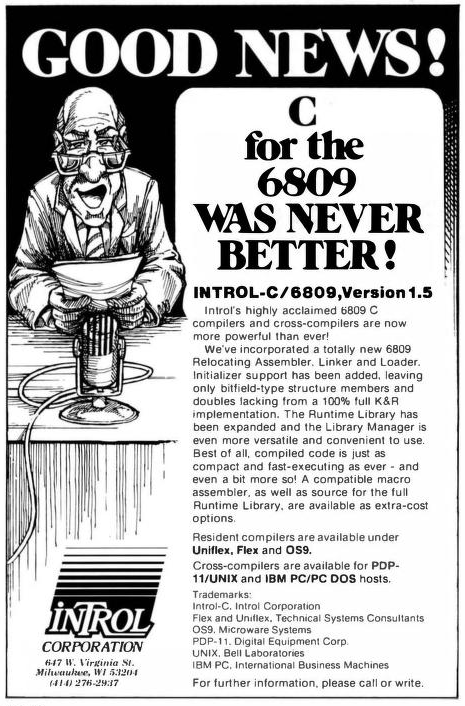 GOOD NEWS!
C
for the
6809
WAS NEVER
BETTER!
INTROL-C/6809,Version 1.5
Introl's highly acclaimed 6809 C
compilers and cross-compilers are now
more powerful than ever!
We've incorporated a totally new 6809
Relocating Assembler, Linker and Loader.
Initializer support has been added, leaving
only bitfield-type structure members and
doubles lacking from a 100% full K&R
implementation. The Runtime Library has
been expanded and the Library Manager is
even more versatile and convenient to use.
Best of all, compiled code is just as
compact and fast-executing as ever - and
even a bit more so! A compatible macro
assembler, as well as source for the full
Runtime Library, are available as extra-cost
options.
Resident compilers are available under
Uniflex, Flex and OS9.
Cross-compilers are available for PDP-
11/UNIX and IBM PC/PC DOS hosts.
Trademarks:
Introl-C, Introl Corporation
Flex and Uniflex, Technical Systems Consultants
OS9, Microware Systems
PDP-11, Digital Equipment Corp.
UNIX, Bell Laboratories
IBM PC, International Business Machines
For further information, please call or write.
INTROL
CORPORATION
647 W. Virginia St.
Milwaukee, WI 53204
(414) 276-2937